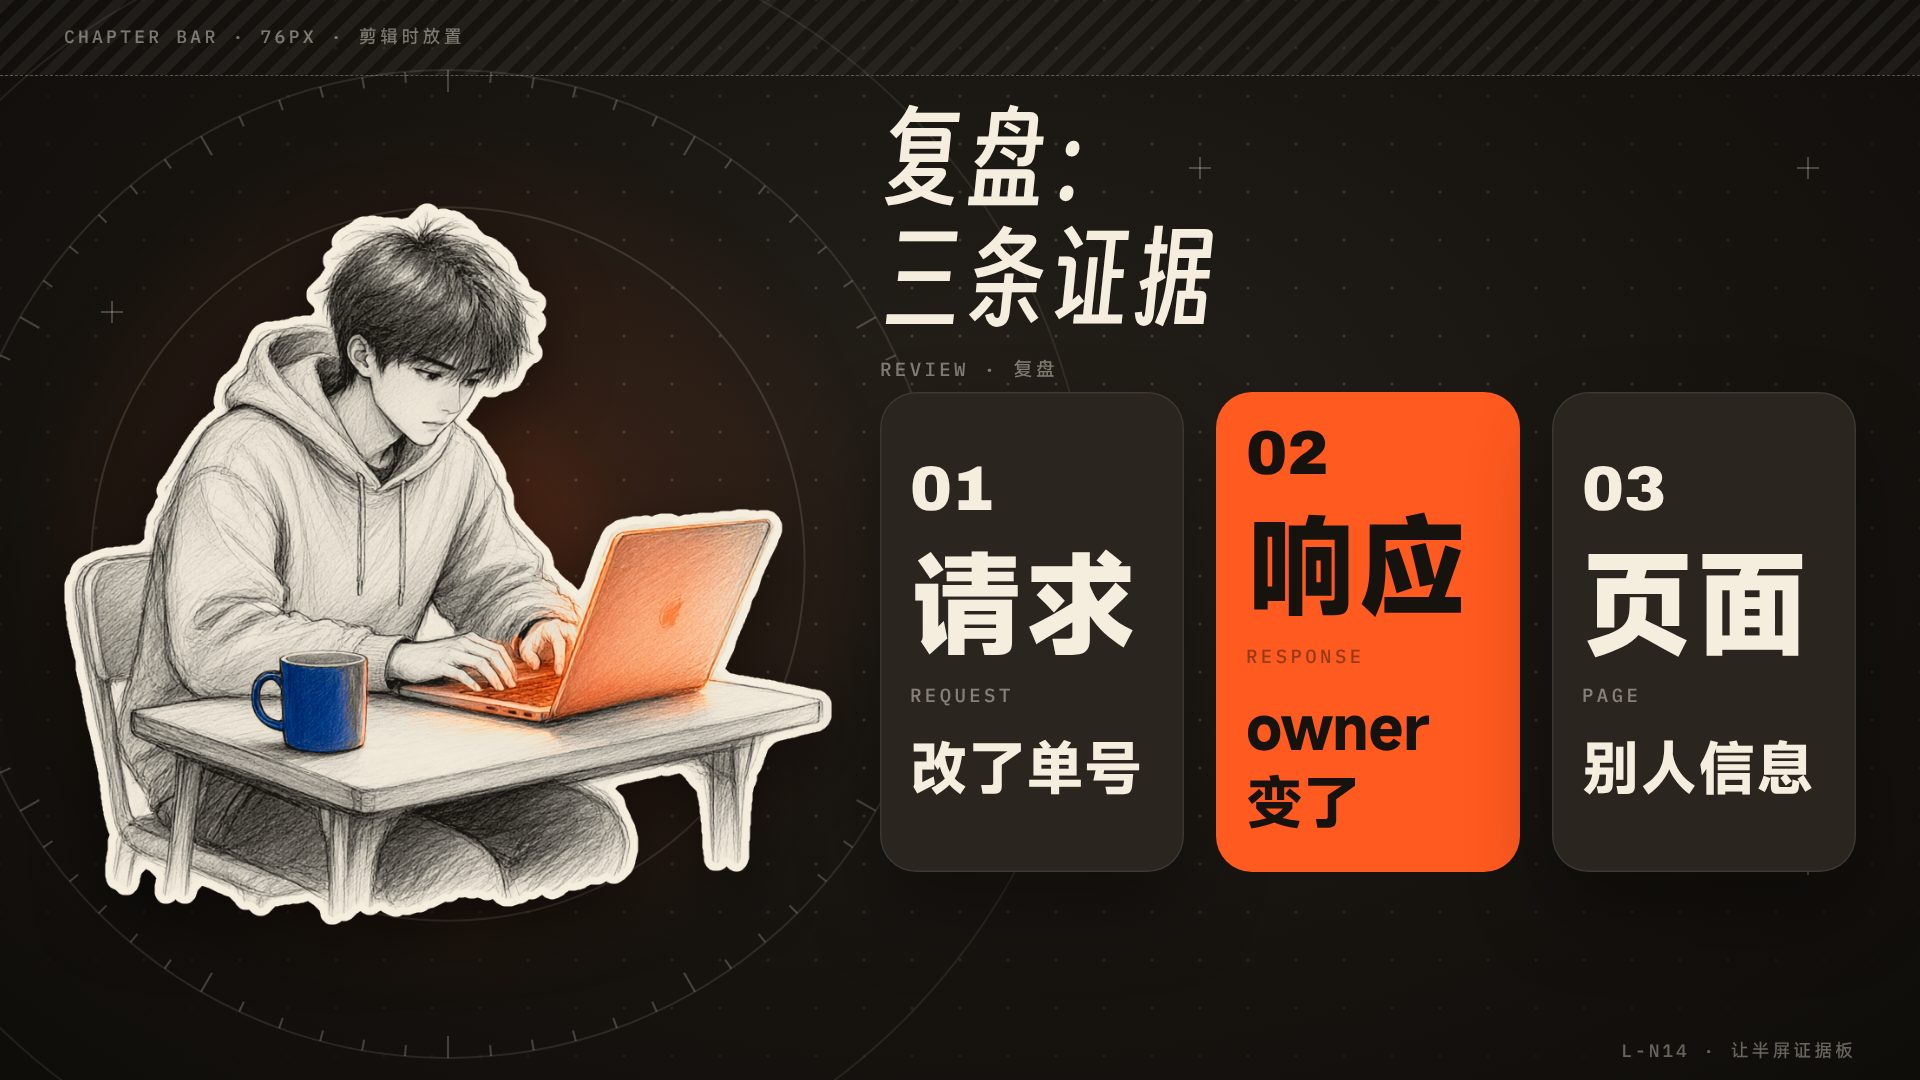 CHAPTER BAR · 76PX · 剪辑时放置
复盘：
三条证据
REVIEW · 复盘
01
请求
REQUEST
改了单号
02
响应
RESPONSE
owner
变了
03
页面
PAGE
别人信息
L-N14 · 让半屏证据板